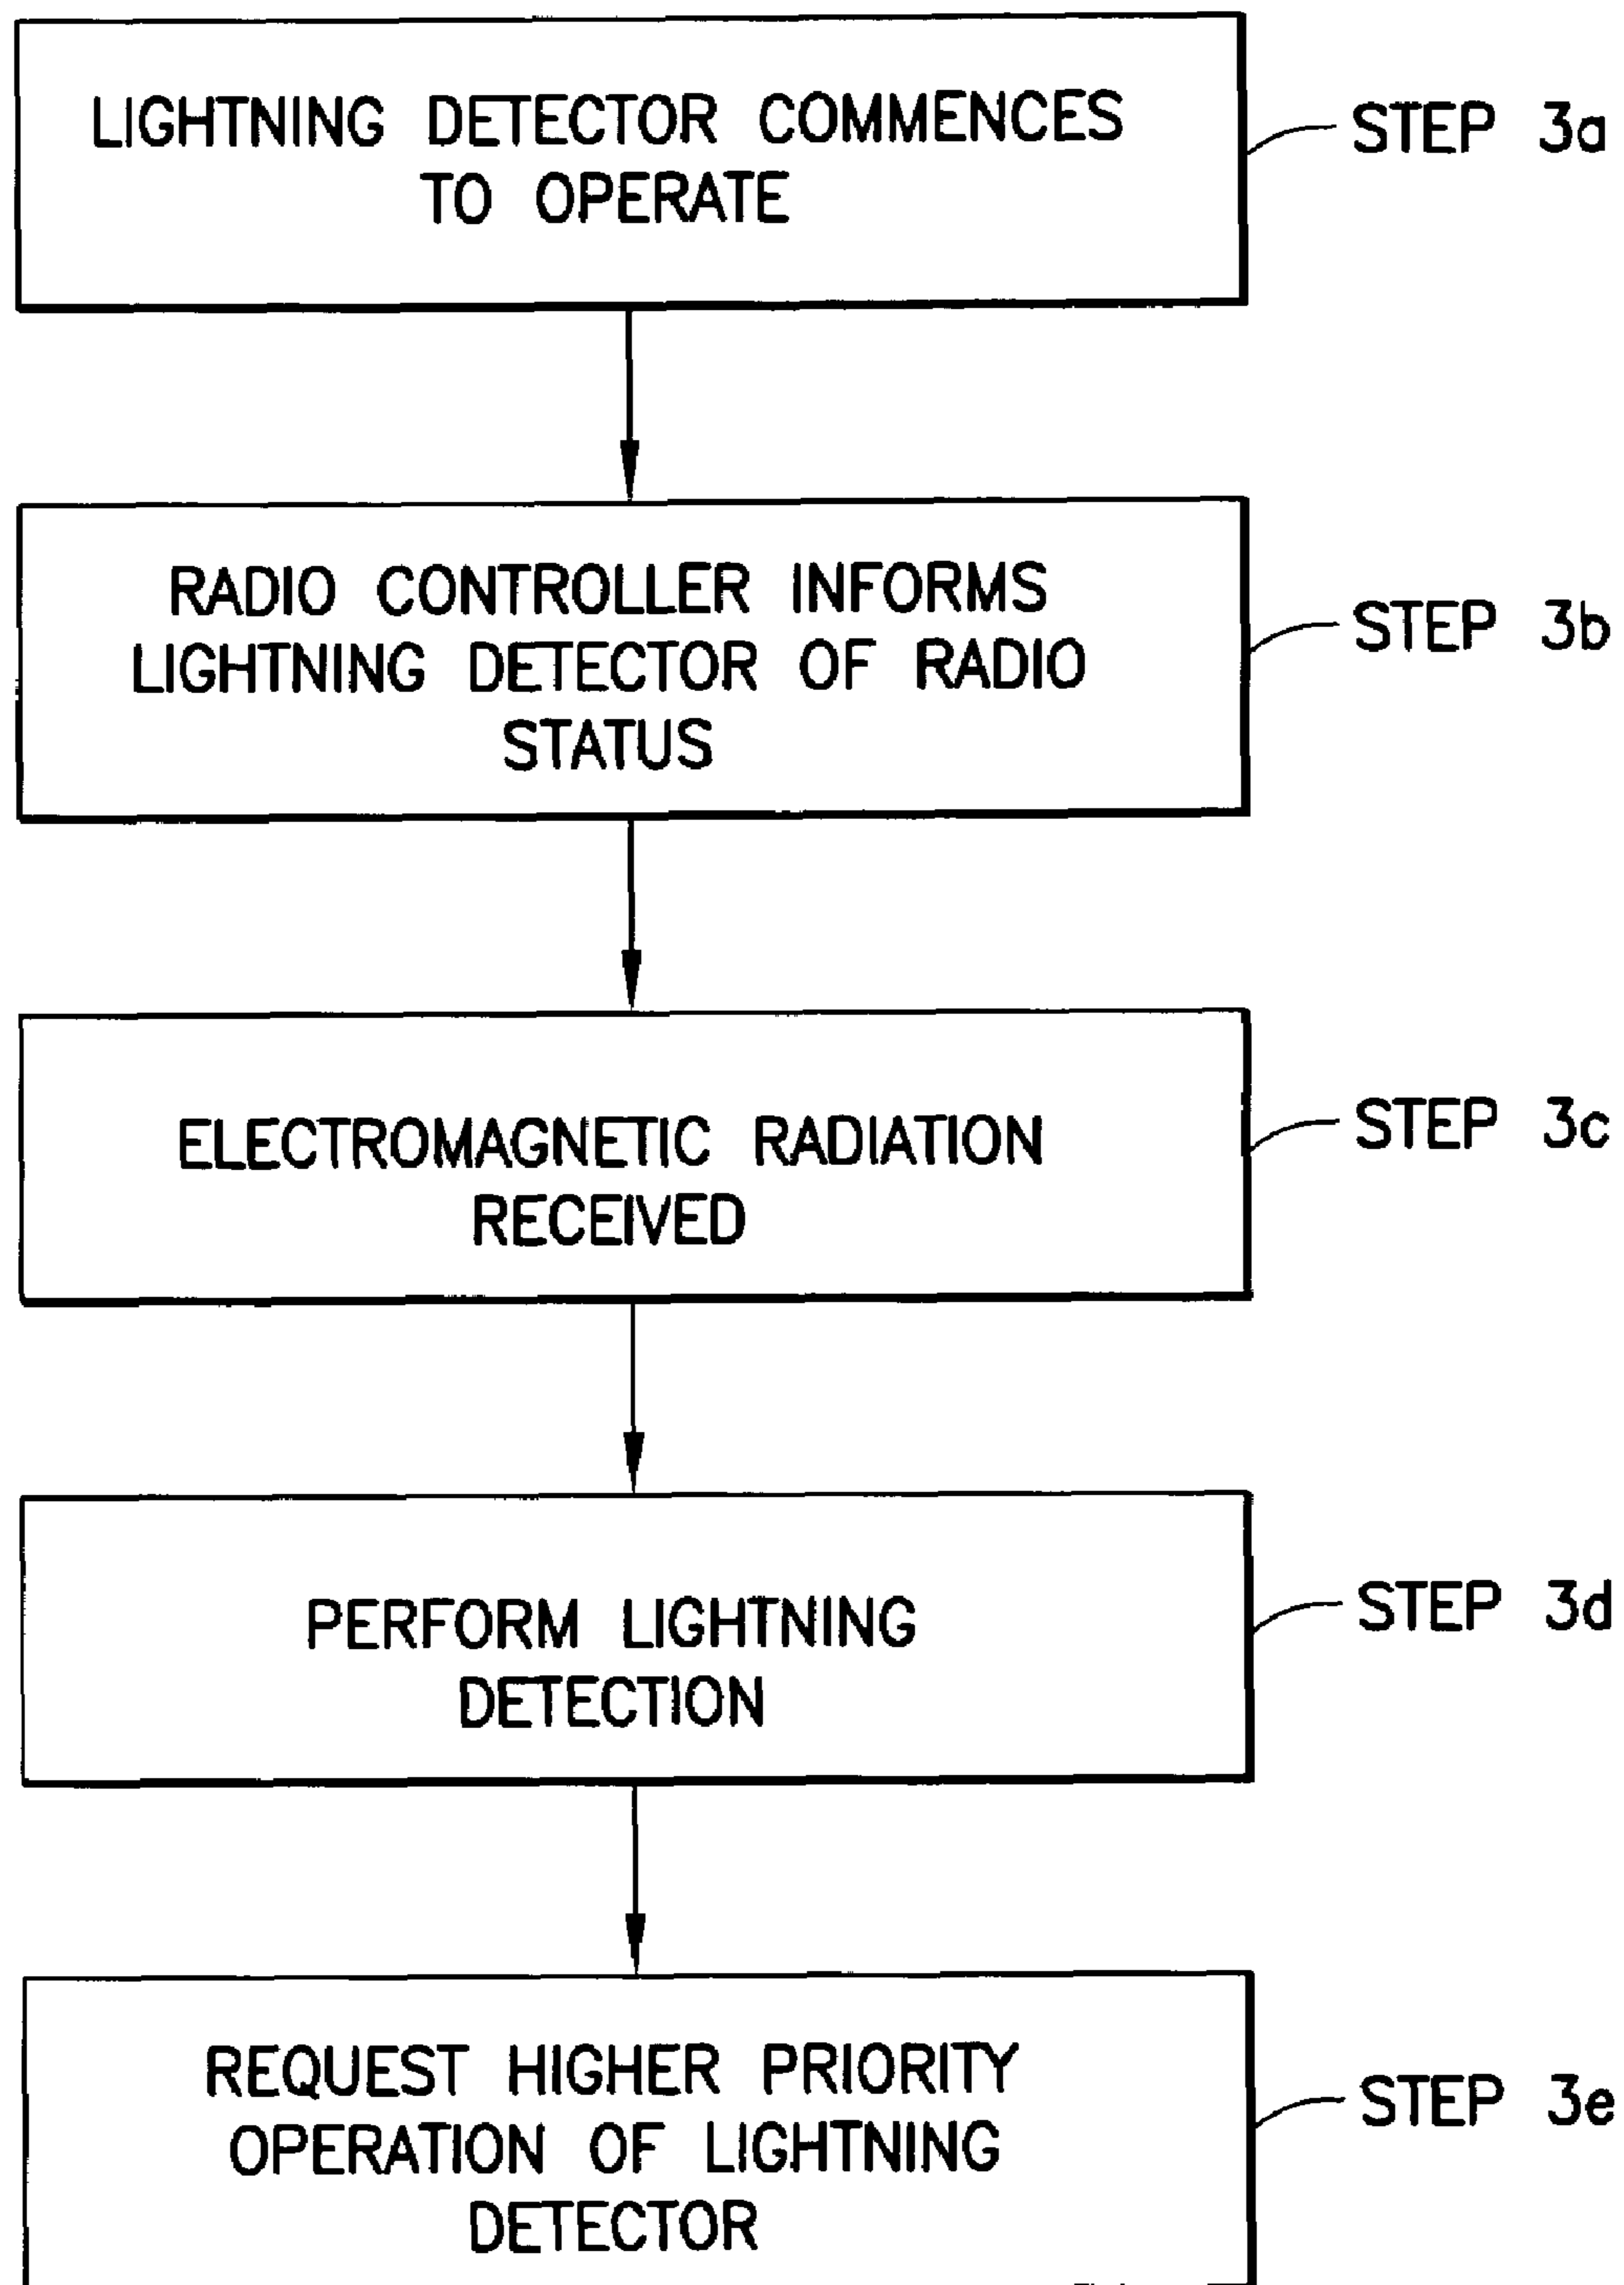 LIGHTNING DETECTOR COMMENCES
TO OPERATE
STEP 3a
RADIO CONTROLLER INFORMS
LIGHTNING DETECTOR OF RADIO
STATUS
STEP 3b
ELECTROMAGNETIC RADIATION
RECEIVED
STEP 3c
PERFORM LIGHTNING
DETECTION
STEP 3d
REQUEST HIGHER PRIORITY
OPERATION OF LIGHTNING
DETECTOR
STEP 3e